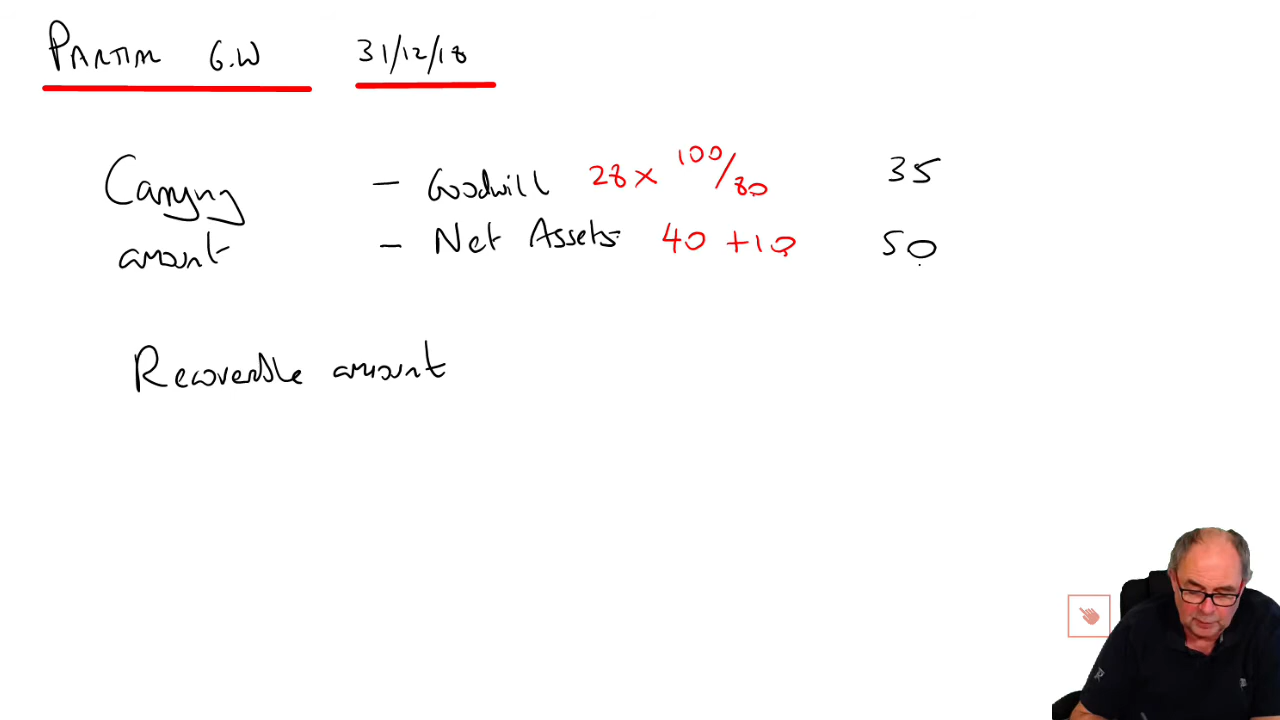 PARTIAL G.W 31/12/18
Carrying - Goodwill 28 x 100/80 35
amount - Net Assets 40 + 10 50
Recoverable amount